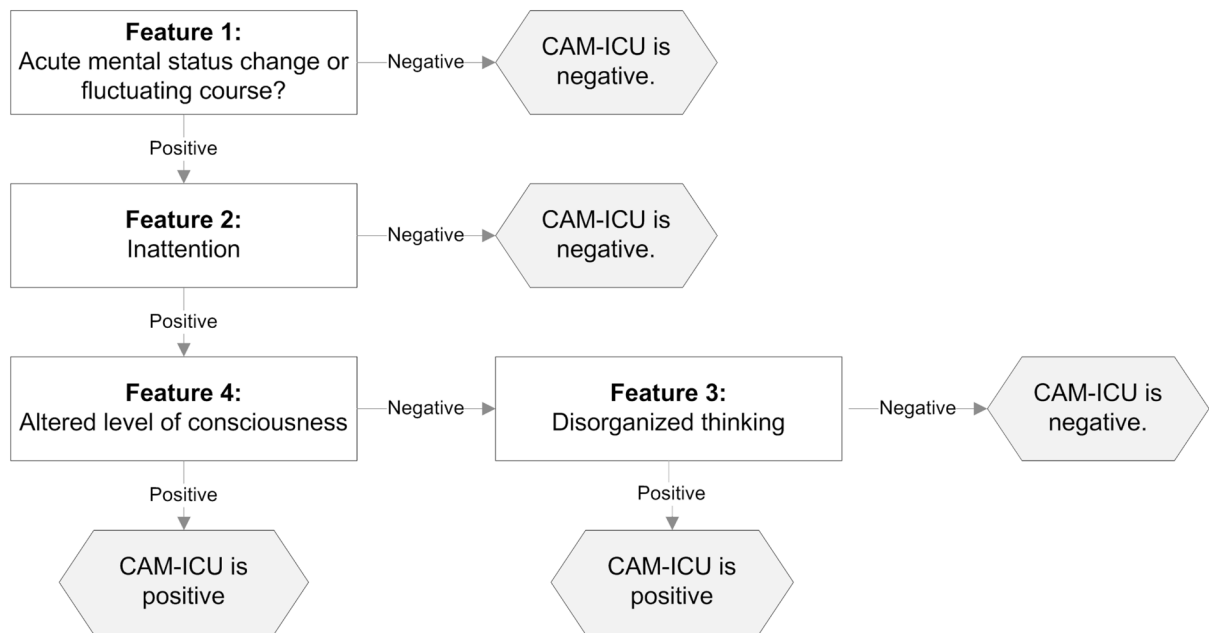 Feature 1:
Acute mental status change or
fluctuating course?
Negative
CAM-ICU is
negative.
Positive
Feature 2:
Inattention
Negative
CAM-ICU is
negative.
Positive
Feature 4:
Altered level of consciousness
Negative
Feature 3:
Disorganized thinking
Negative
CAM-ICU is
negative.
Positive
CAM-ICU is
positive
Positive
CAM-ICU is
positive